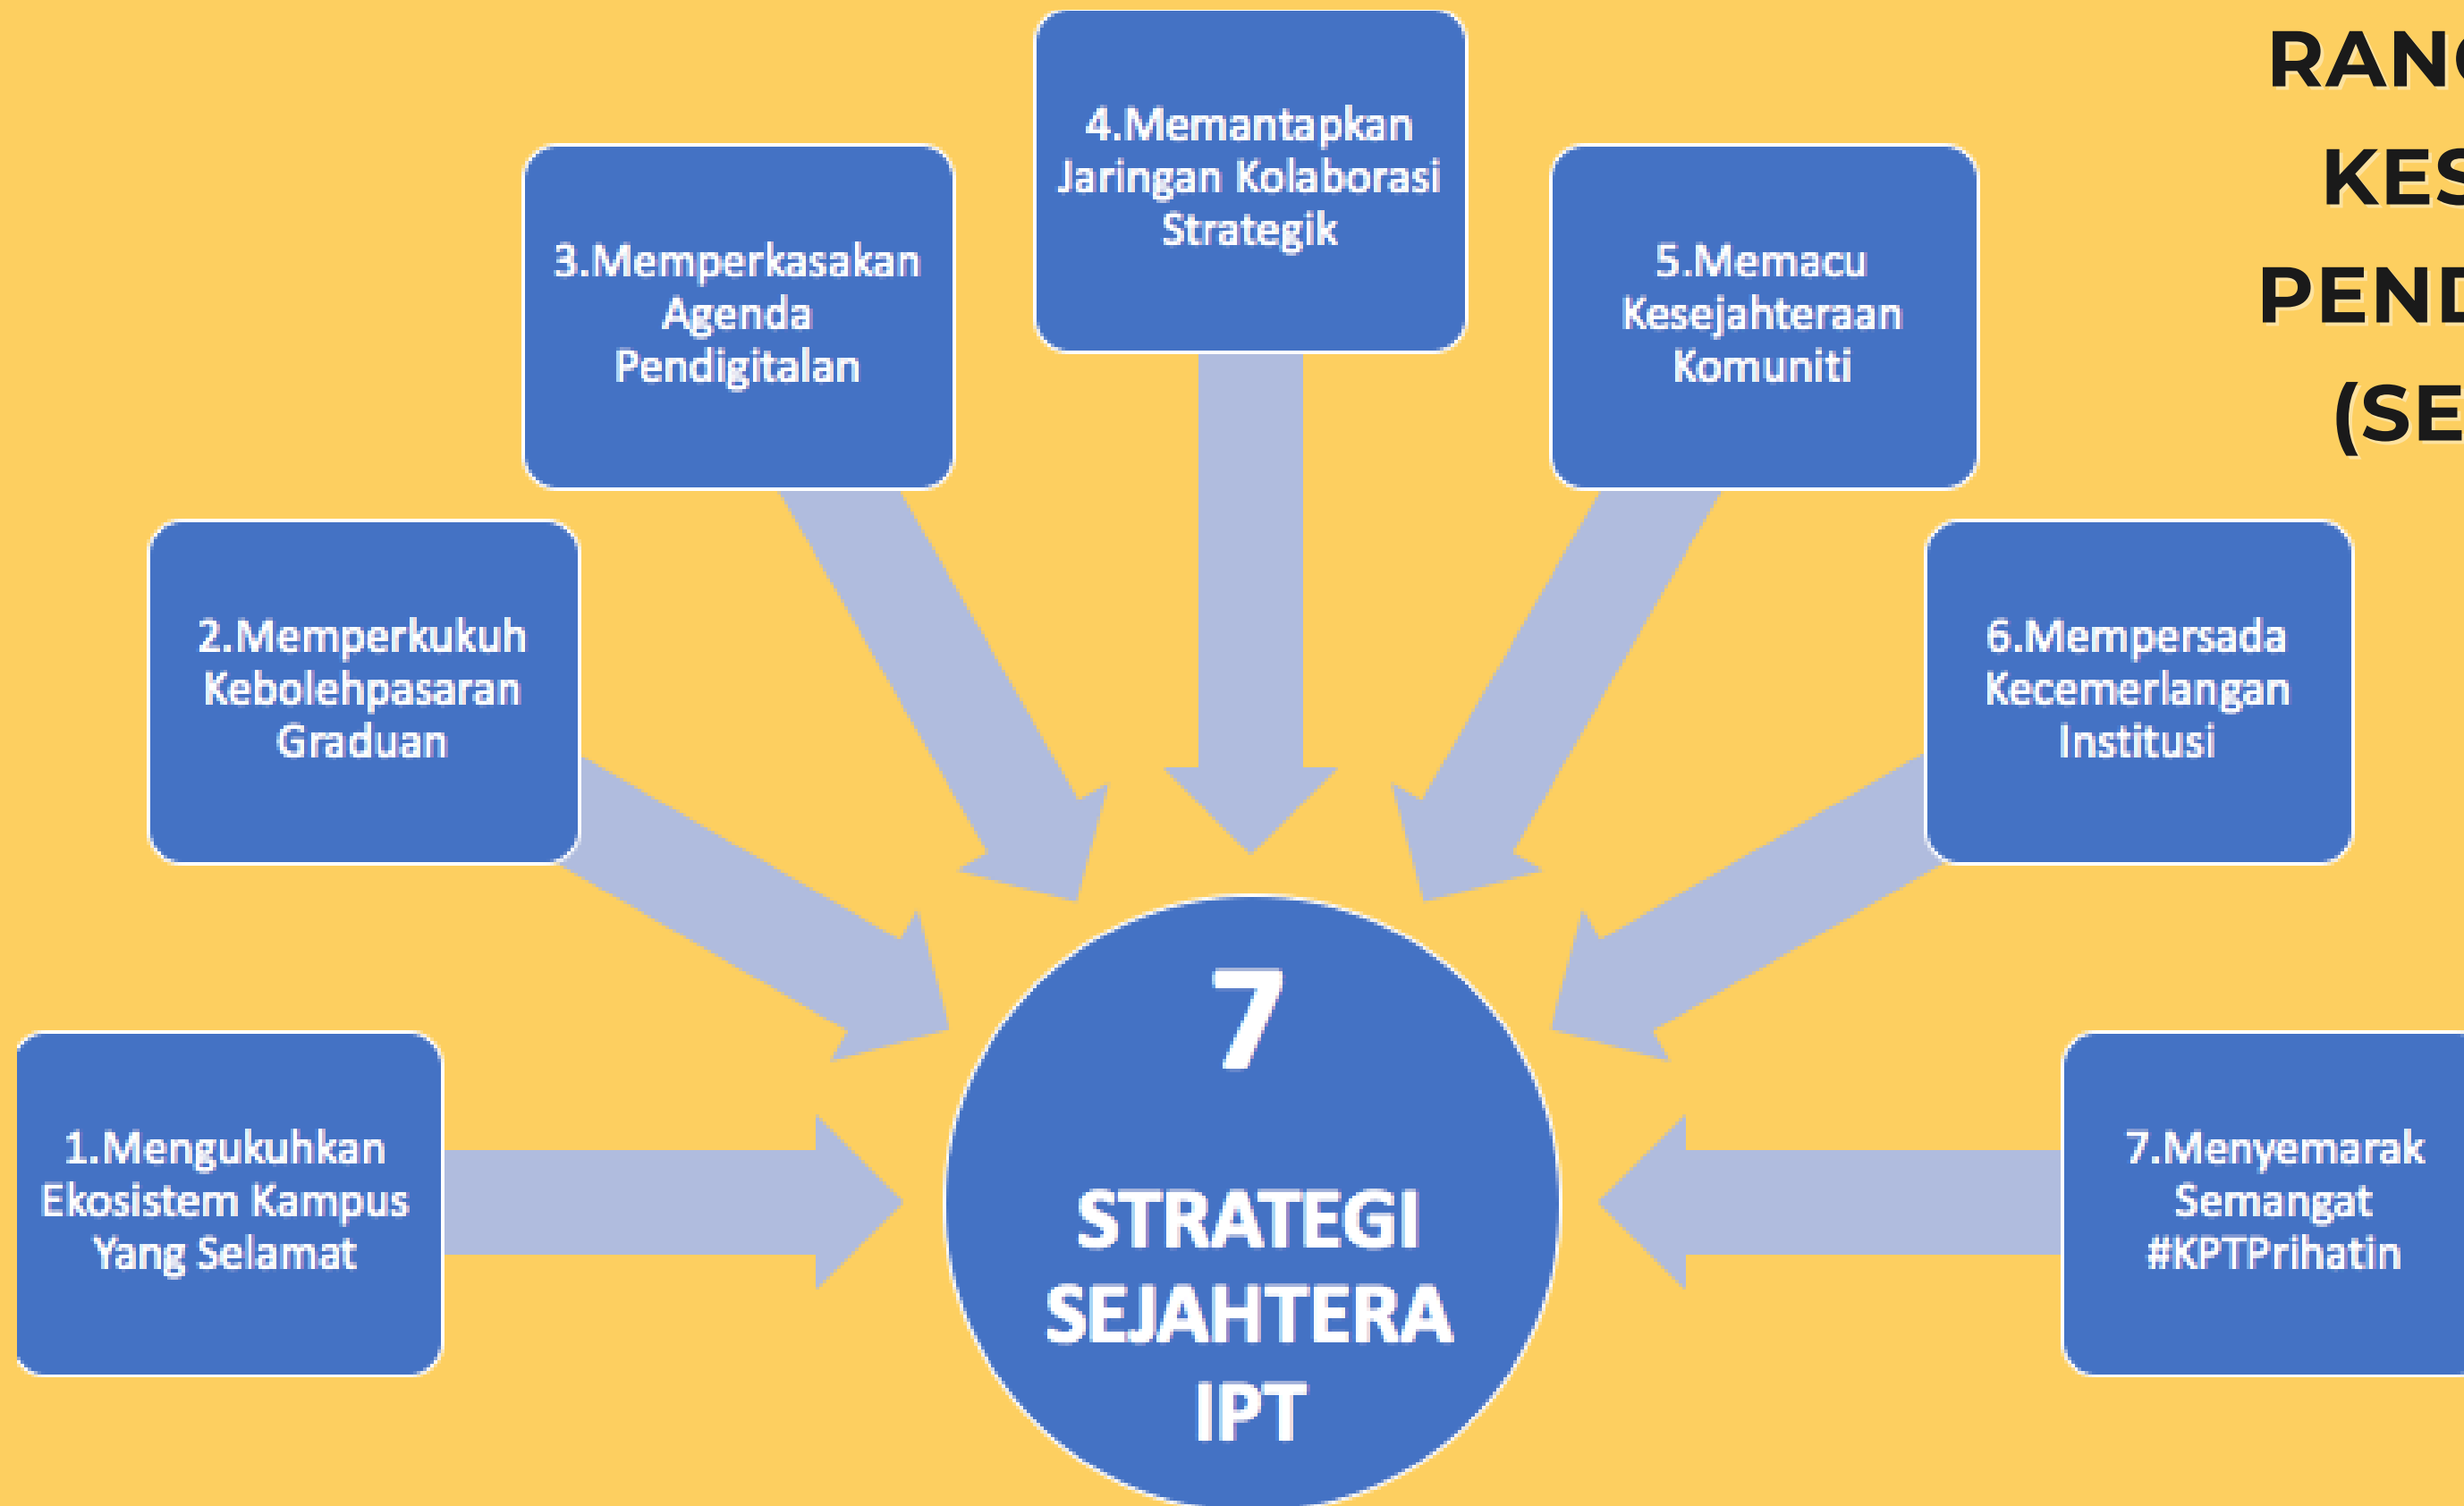 4.Memantapkan
Jaringan Kolaborasi
Strategik
3.Memperkasakan
Agenda
Pendigitalan
5.Memacu
Kesejahteraan
Komuniti
2.Memperkukuh
Kebolehpasaran
Graduan
6.Mempersada
Kecemerlangan
Institusi
1.Mengukuhkan
Ekosistem Kampus
Yang Selamat
7.Menyemarak
Semangat
#KPTPrihatin
7
STRATEGI
SEJAHTERA
IPT